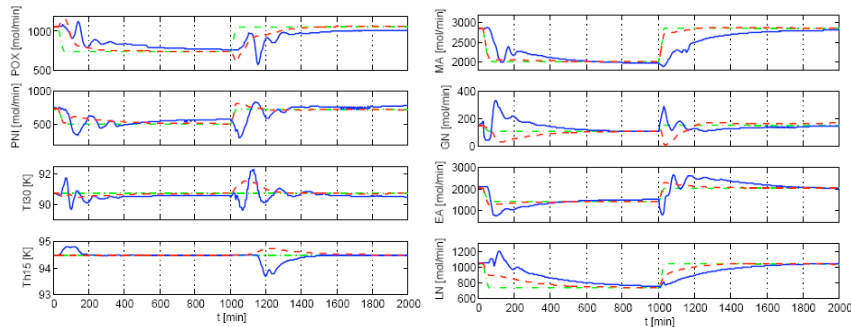 POX [mol/min]
1000
500
PNI [mol/min]
1000
500
Tl30 [K]
92
90
Th15 [K]
95
94
93
0 200 400 600 800 1000 1200 1400 1600 1800 2000
t [min]
MA [mol/min]
3000
2000
GN [mol/min]
400
200
0
EA [mol/min]
3000
2000
1000
LN [mol/min]
1200
1000
800
600
0 200 400 600 800 1000 1200 1400 1600 1800 2000
t [min]